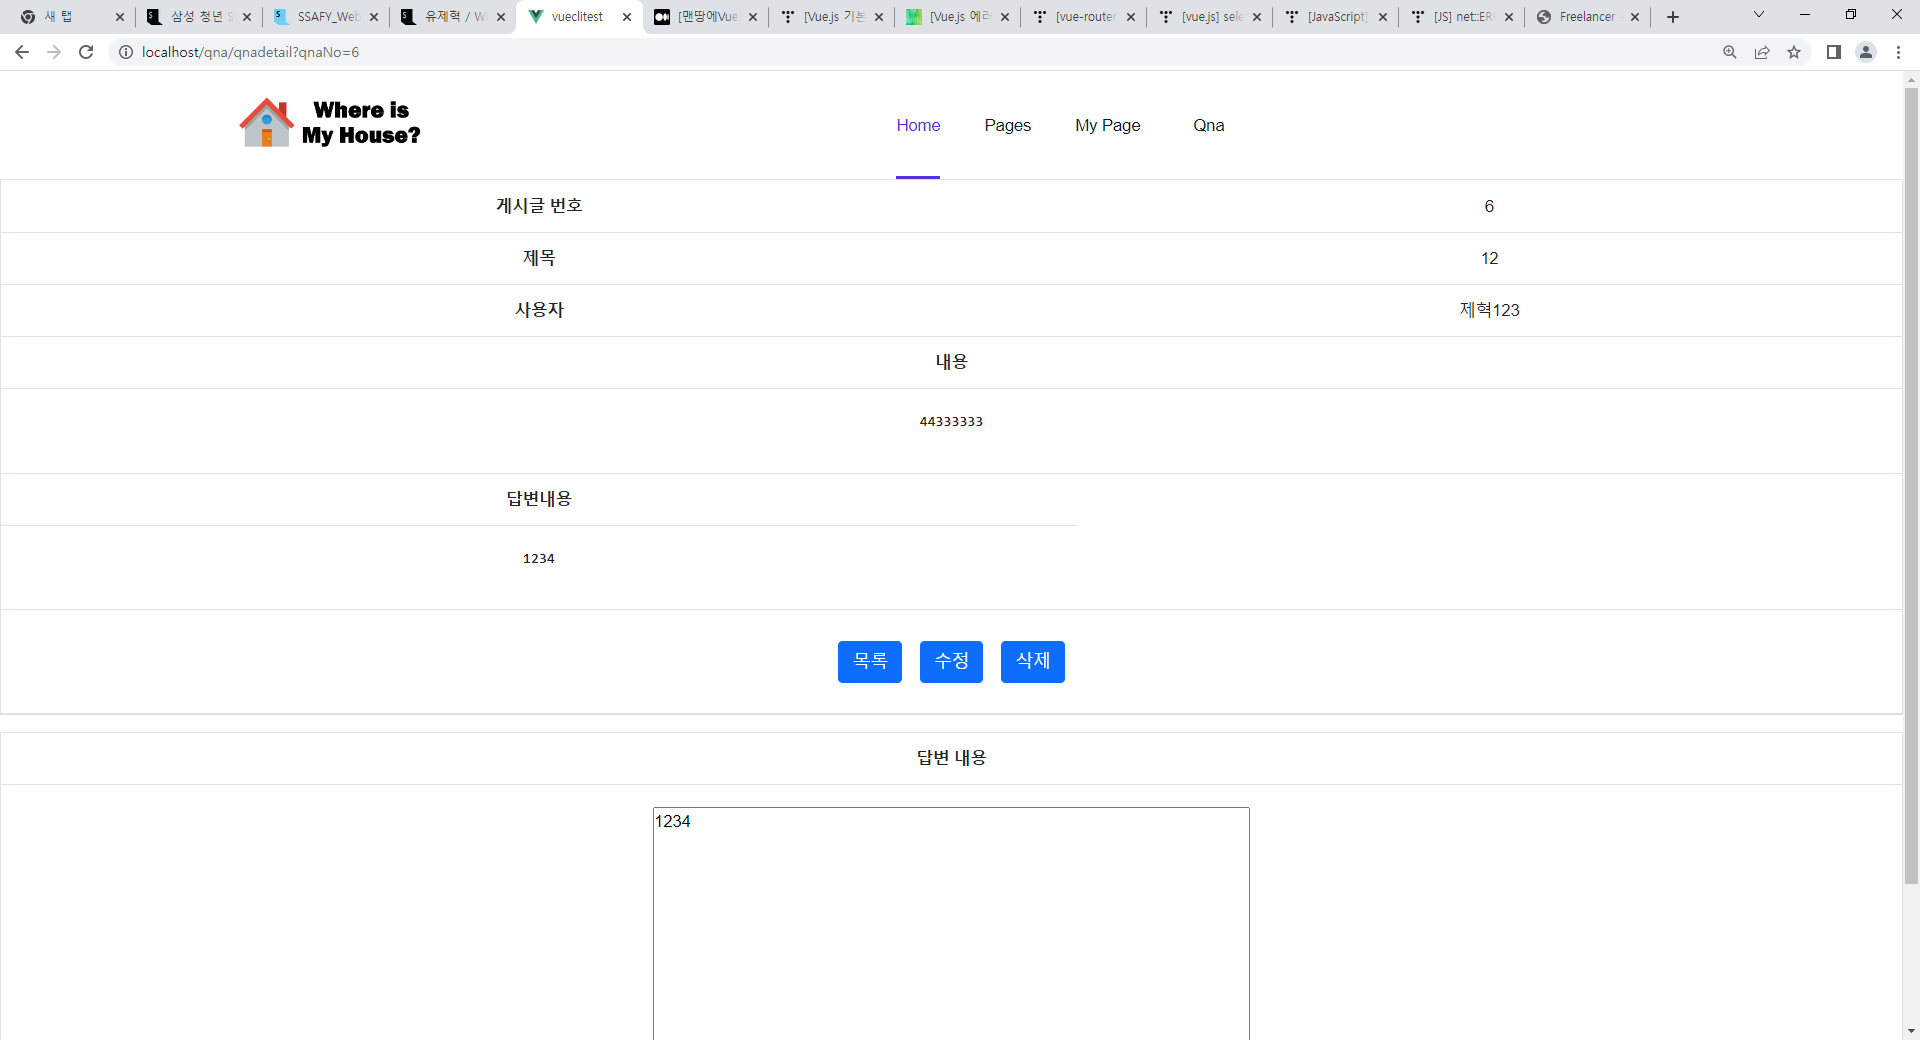 새 탭
삼성 청년 S
SSAFY_Web
유제혁 / W
vueclitest
[맨땅에Vue.
[Vue.js 기본
[Vue.js 에러
[vue-router
[vue.js] sele
[JavaScript]
[JS] net::ER
Freelancer
localhost/qna/qnadetail?qnaNo=6
Where is
My House?
Home Pages My Page Qna
게시글 번호 6
제목 12
사용자 제혁123
내용
44333333
답변내용
1234
목록 수정 삭제
답변 내용
1234